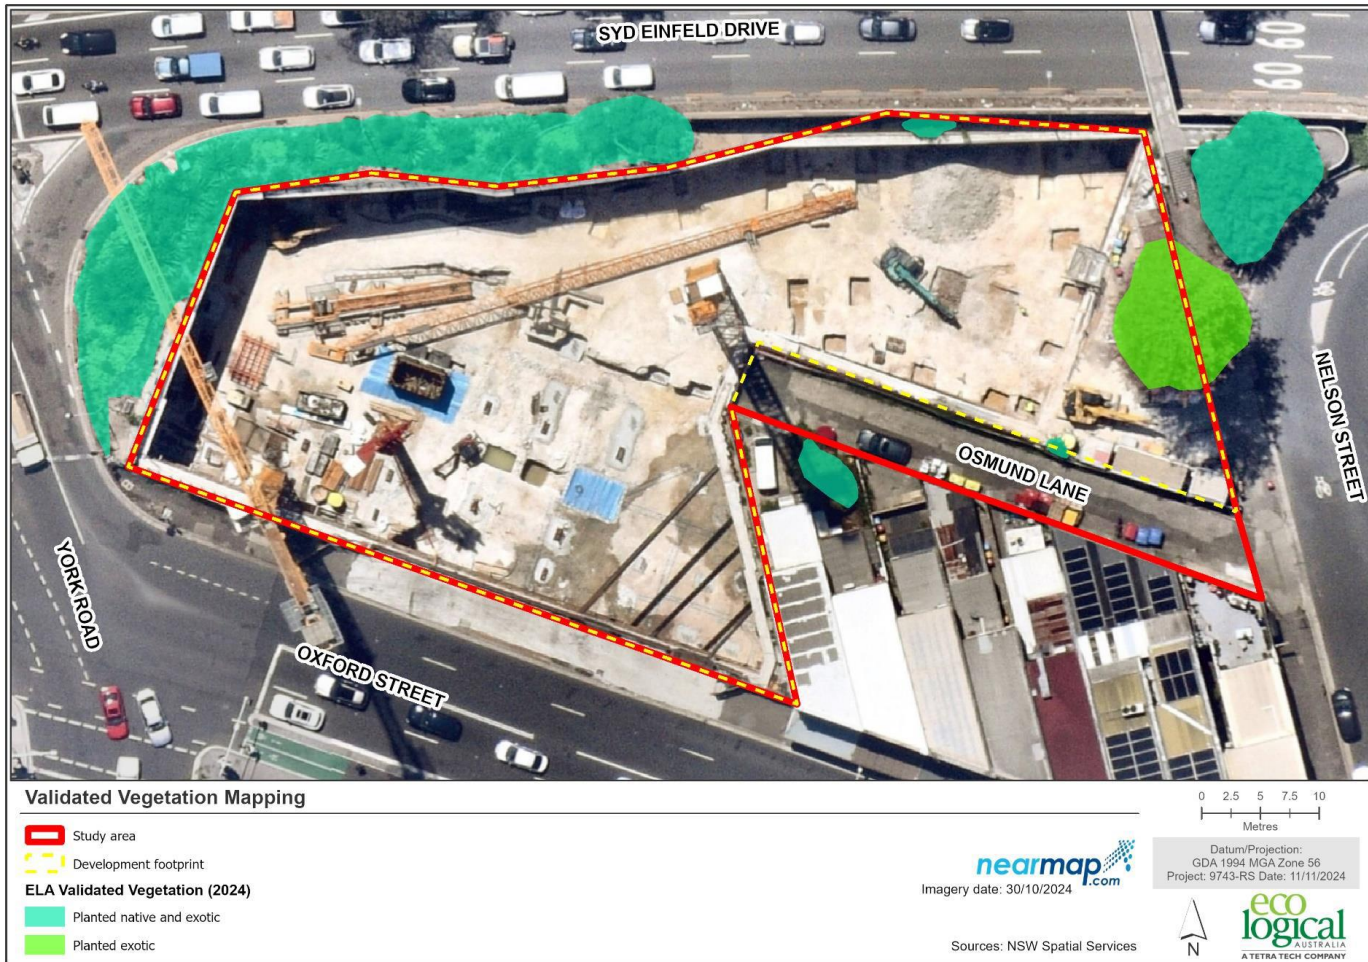 SYD EINFELD DRIVE
60 60
NELSON STREET
OSMUND LANE
YORK ROAD
OXFORD STREET
Validated Vegetation Mapping
Study area
Development footprint
ELA Validated Vegetation (2024)
Planted native and exotic
Planted exotic
nearmap
.com
Imagery date: 30/10/2024
Sources: NSW Spatial Services
0 2.5 5 7.5 10
Metres
Datum/Projection:
GDA 1994 MGA Zone 56
Project: 9743-RS Date: 11/11/2024
N
eco
logical
AUSTRALIA
A TETRA TECH COMPANY